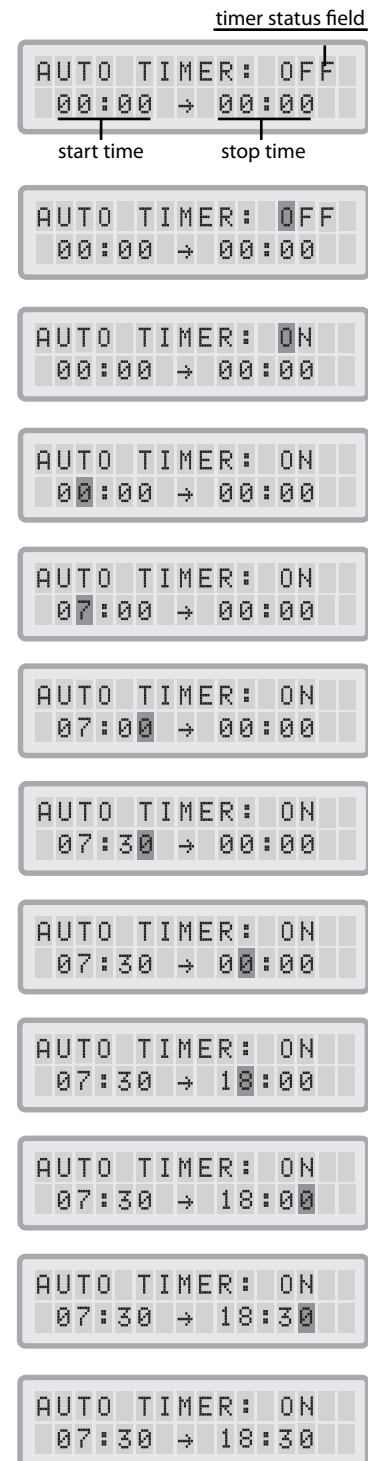 timer status field
AUTO TIMER: OFF
00:00 → 00:00
start time stop time
AUTO TIMER: OFF
00:00 → 00:00
AUTO TIMER: ON
00:00 → 00:00
AUTO TIMER: ON
00:00 → 00:00
AUTO TIMER: ON
07:00 → 00:00
AUTO TIMER: ON
07:00 → 00:00
AUTO TIMER: ON
07:30 → 00:00
AUTO TIMER: ON
07:30 → 00:00
AUTO TIMER: ON
07:30 → 18:00
AUTO TIMER: ON
07:30 → 18:00
AUTO TIMER: ON
07:30 → 18:30
AUTO TIMER: ON
07:30 → 18:30